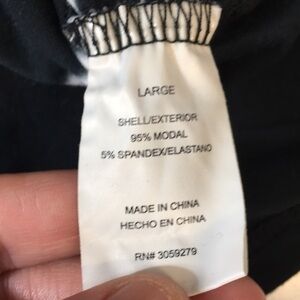 LARGE
SHELL/EXTERIOR
95% MODAL
5% SPANDEX/ELASTANO
MADE IN CHINA
HECHO EN CHINA
RN# 3059279